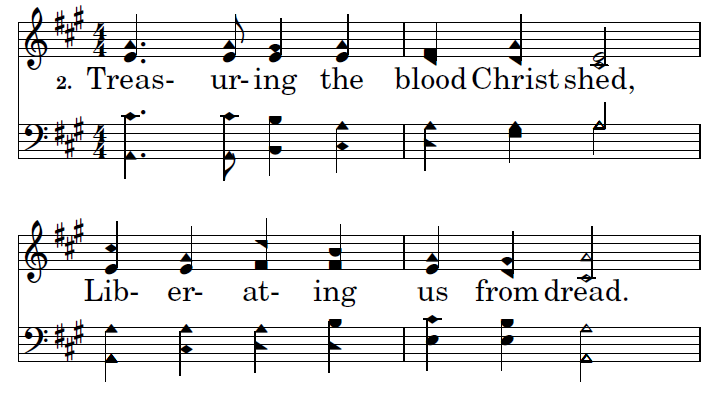 2. Treas- ur-ing the blood Christ shed,
Lib- er- at- ing us from dread.